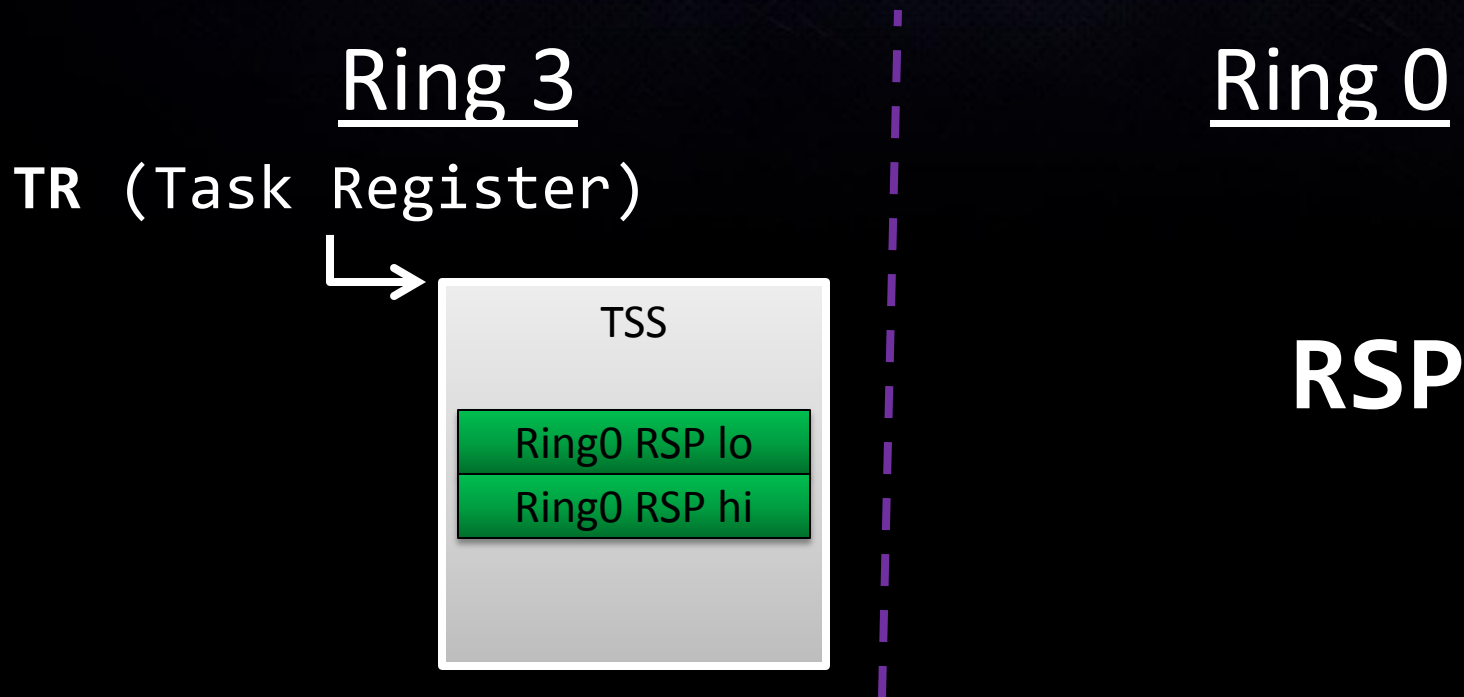 Ring 3
Ring 0
TR (Task Register)
TSS
RSP
Ring0 RSP lo
Ring0 RSP hi